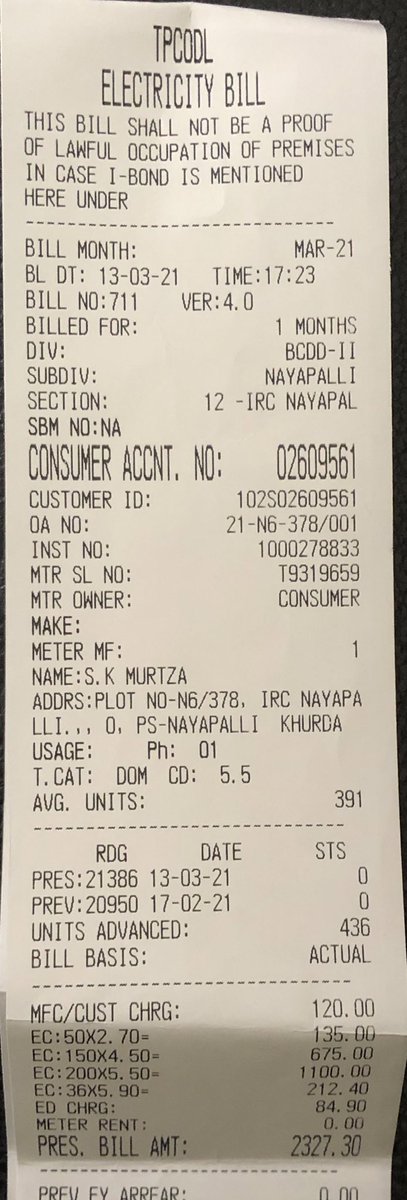 TPCODL
ELECTRICITY BILL
THIS BILL SHALL NOT BE A PROOF
OF LAWFUL OCCUPATION OF PREMISES
IN CASE I-BOND IS MENTIONED
HERE UNDER
------------------------------
BILL MONTH: MAR-21
BL DT: 13-03-21 TIME:17:23
BILL NO:711 VER:4.0
BILLED FOR: 1 MONTHS
DIV: BCDD-II
SUBDIV: NAYAPALLI
SECTION: 12 -IRC NAYAPAL
SBM NO:NA
CONSUMER ACCNT. NO: 02609561
CUSTOMER ID: 102S02609561
OA NO: 21-N6-378/001
INST NO: 1000278833
MTR SL NO: T9319659
MTR OWNER: CONSUMER
MAKE:
METER MF: 1
NAME:S.K MURTZA
ADDRS:PLOT NO-N6/378, IRC NAYAPA
LLI.,, 0, PS-NAYAPALLI KHURDA
USAGE: Ph: 01
T.CAT: DOM CD: 5.5
AVG. UNITS: 391
------------------------------
RDG DATE STS
PRES:21386 13-03-21 0
PREV:20950 17-02-21 0
UNITS ADVANCED: 436
BILL BASIS: ACTUAL
------------------------------
MFC/CUST CHRG: 120.00
EC:50X2.70= 135.00
EC:150X4.50= 675.00
EC:200X5.50= 1100.00
EC:36X5.90= 212.40
ED CHRG: 84.90
METER RENT: 0.00
PRES. BILL AMT: 2327.30
------------------------------
PREV FY ARREAR: 0.00